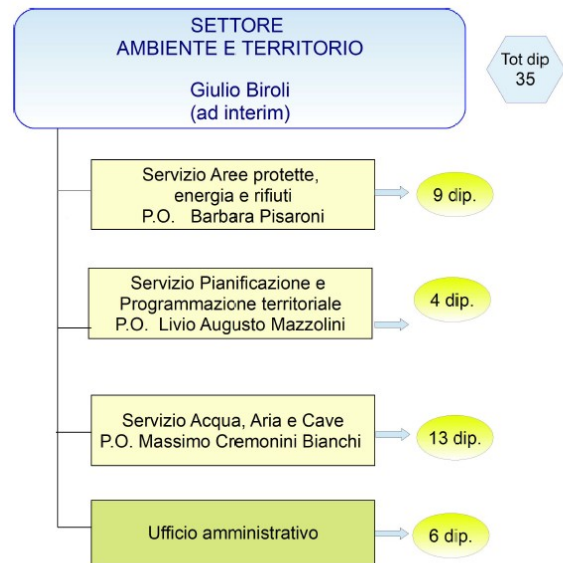 SETTORE
AMBIENTE E TERRITORIO
Giulio Biroli
(ad interim)
Tot dip
35
Servizio Aree protette,
energia e rifiuti
P.O. Barbara Pisaroni
9 dip.
Servizio Pianificazione e
Programmazione territoriale
P.O. Livio Augusto Mazzolini
4 dip.
Servizio Acqua, Aria e Cave
P.O. Massimo Cremonini Bianchi
13 dip.
Ufficio amministrativo
6 dip.